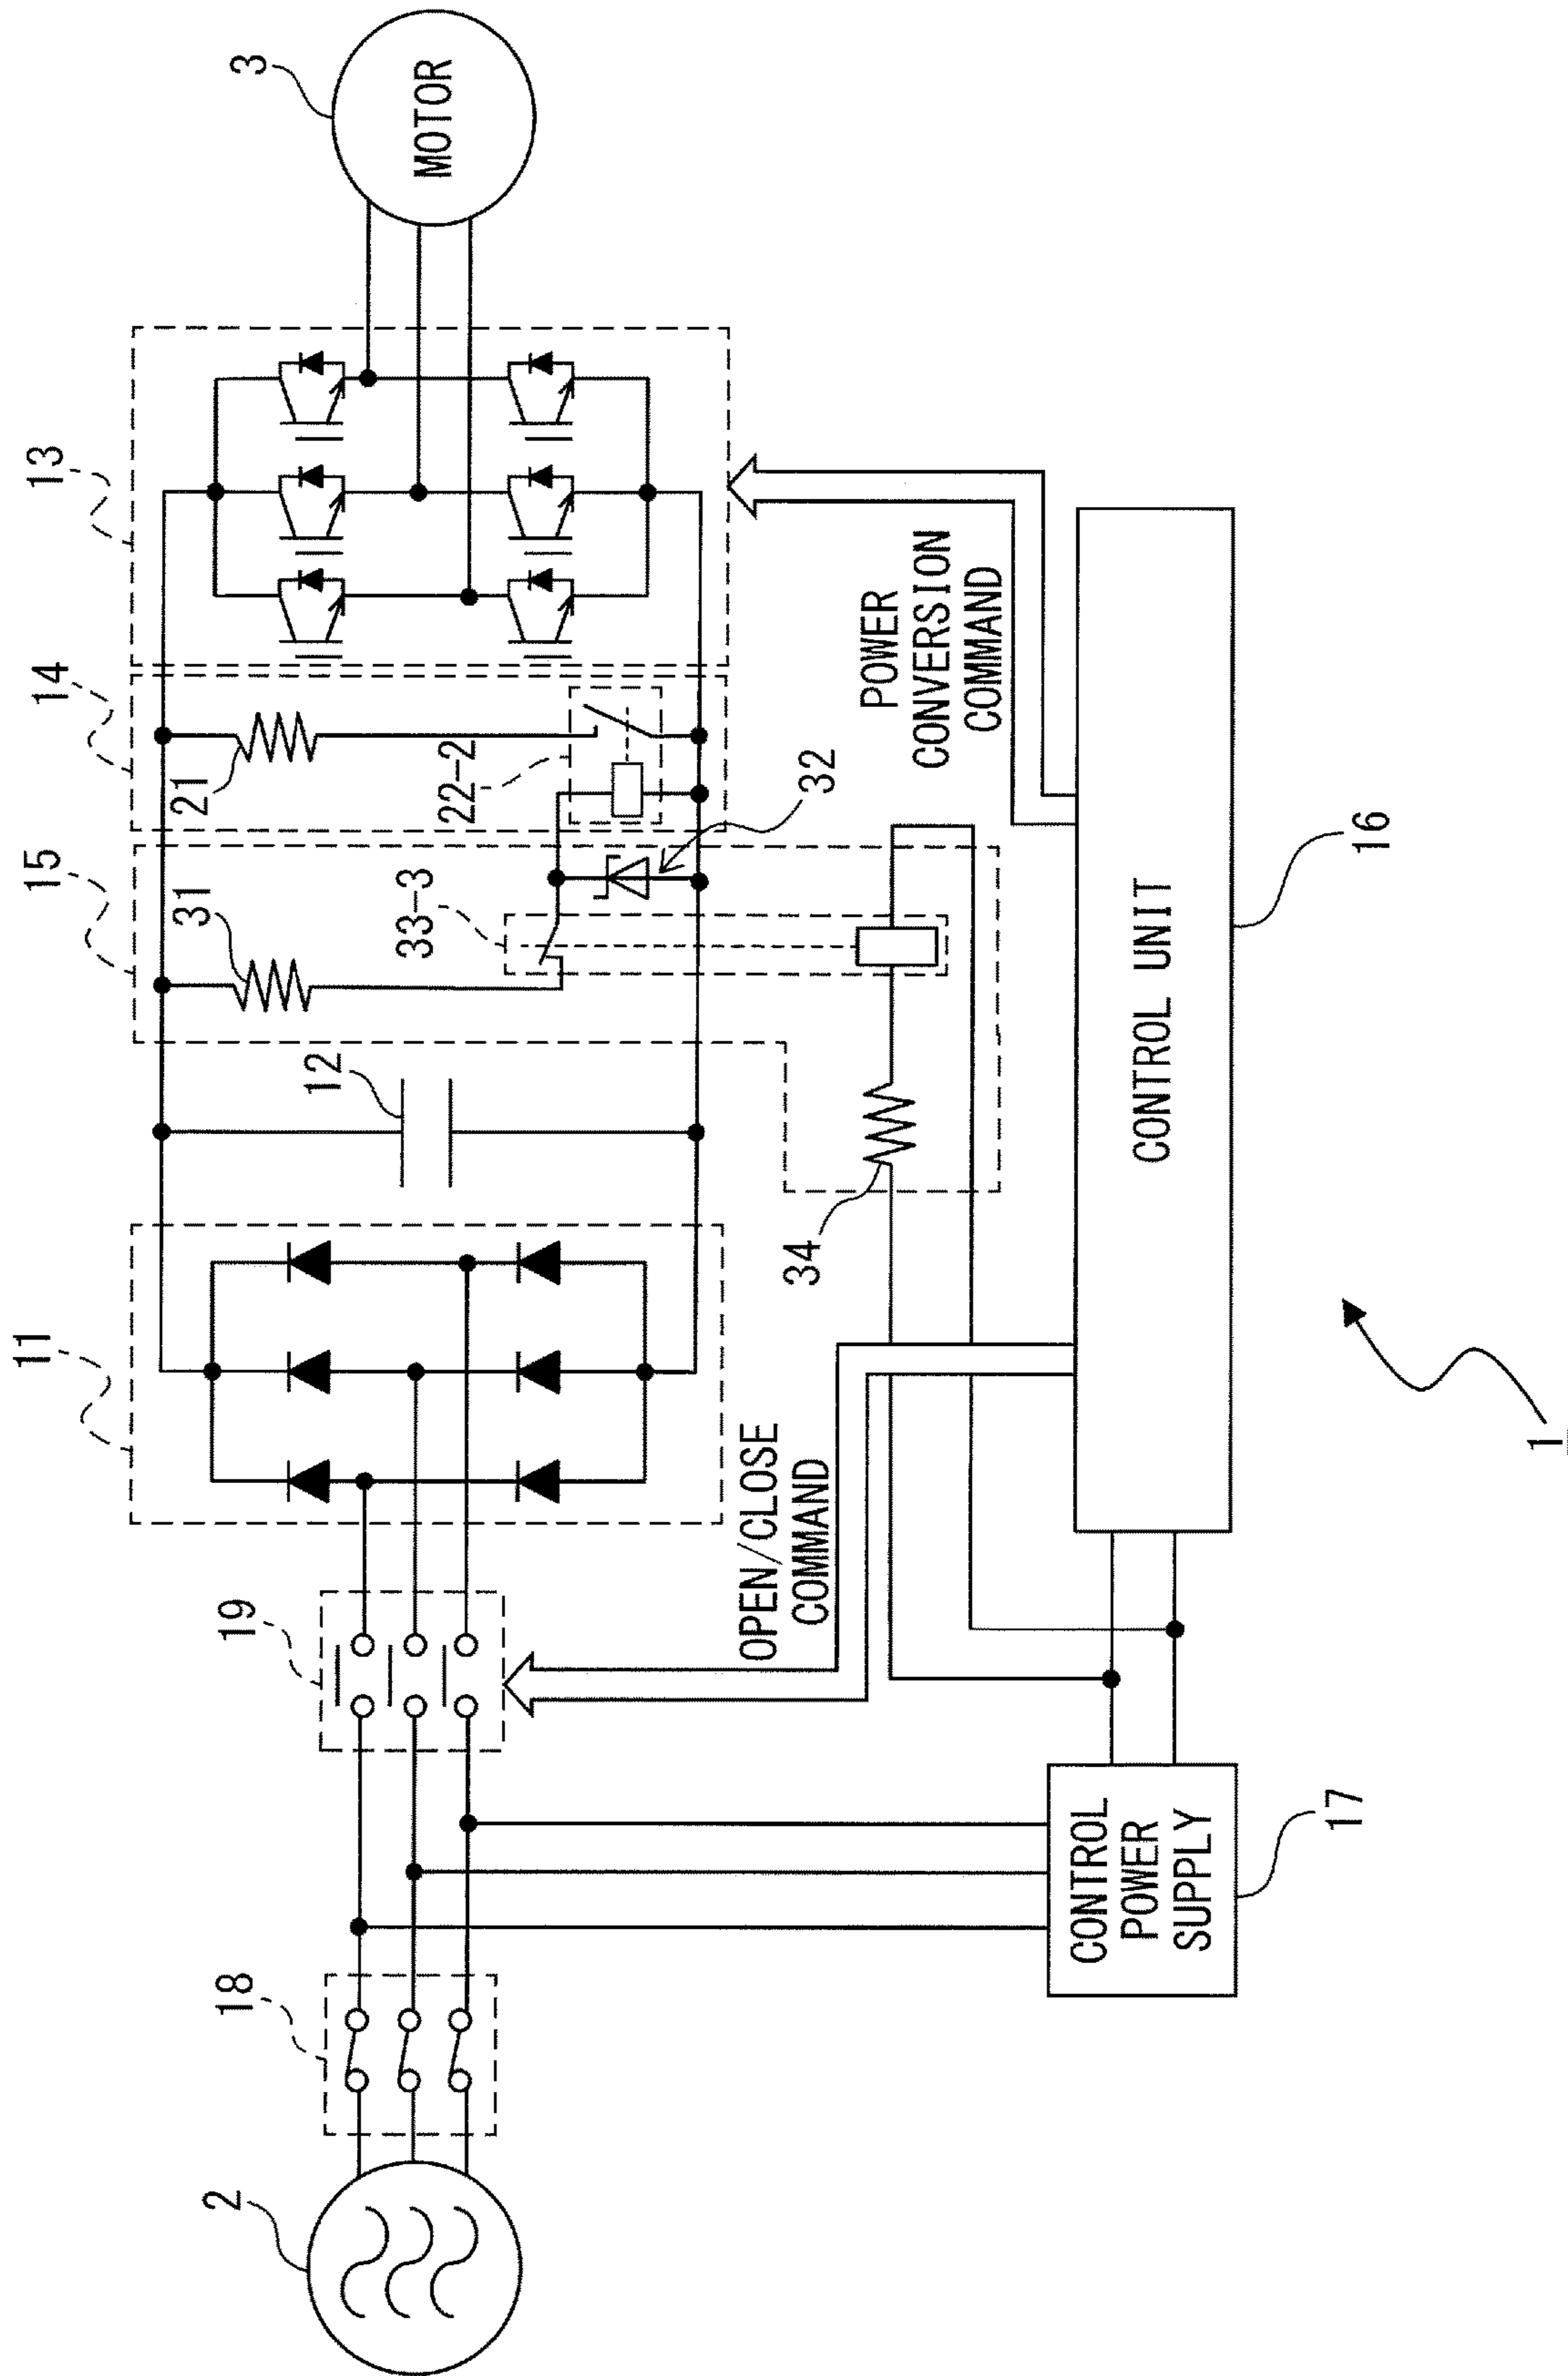 11
12
15
14
13
3
MOTOR
31
21
33-3
22-2
32
2
18
19
OPEN/CLOSE
COMMAND
34
POWER
CONVERSION
COMMAND
CONTROL
POWER
SUPPLY
17
CONTROL UNIT
16
1